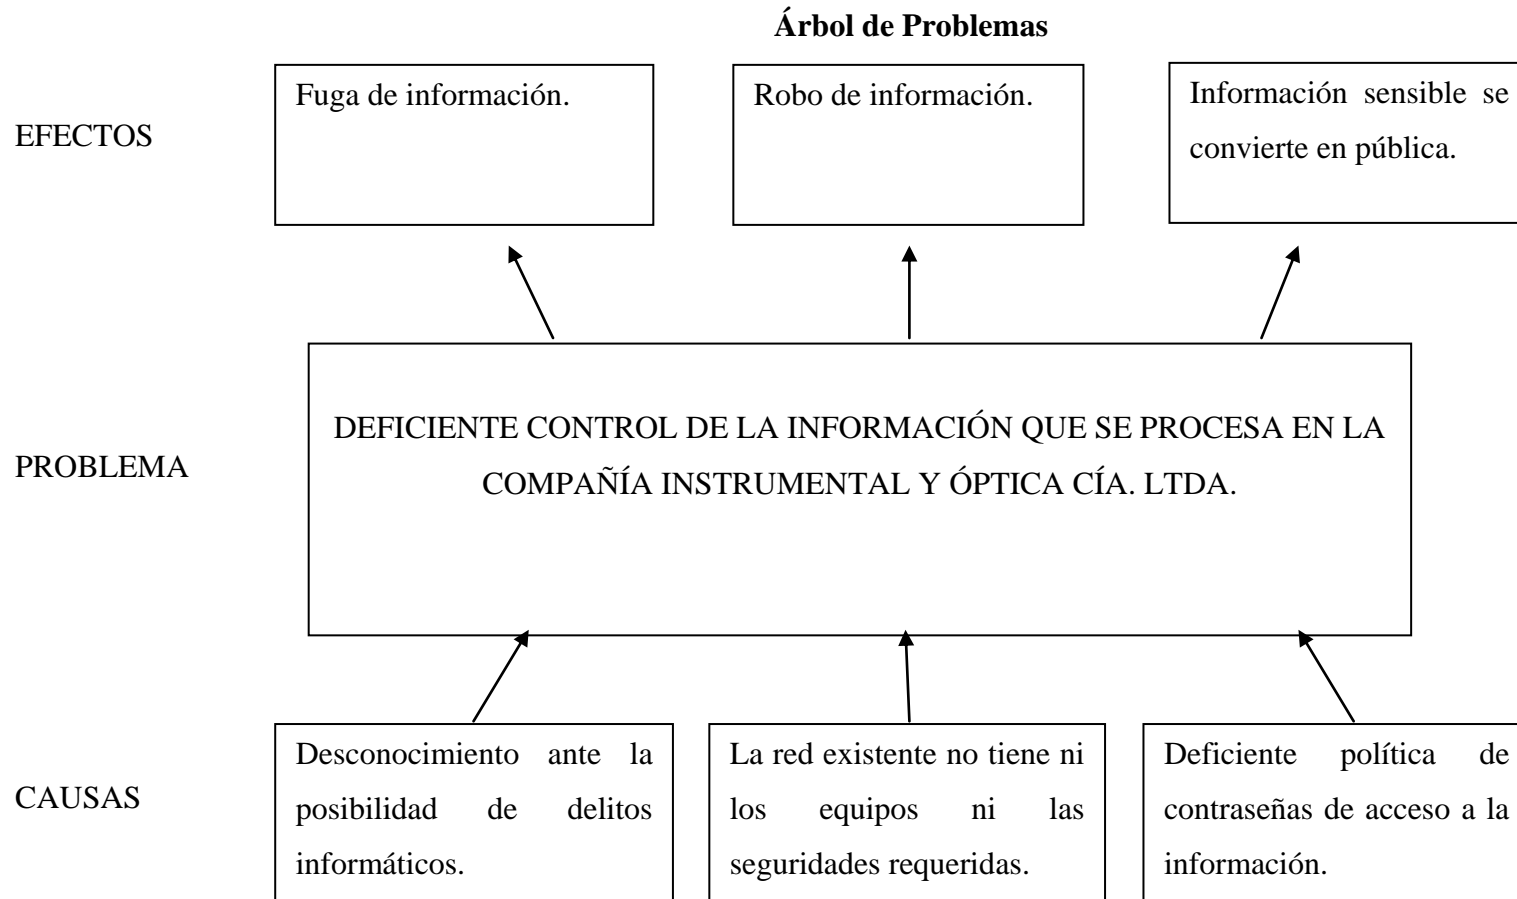 Árbol de Problemas
EFECTOS
Fuga de información.
Robo de información.
Información sensible se
convierte en pública.
PROBLEMA
DEFICIENTE CONTROL DE LA INFORMACIÓN QUE SE PROCESA EN LA
COMPAÑÍA INSTRUMENTAL Y ÓPTICA CÍA. LTDA.
CAUSAS
Desconocimiento ante la
posibilidad de delitos
informáticos.
La red existente no tiene ni
los equipos ni las
seguridades requeridas.
Deficiente política de
contraseñas de acceso a la
información.